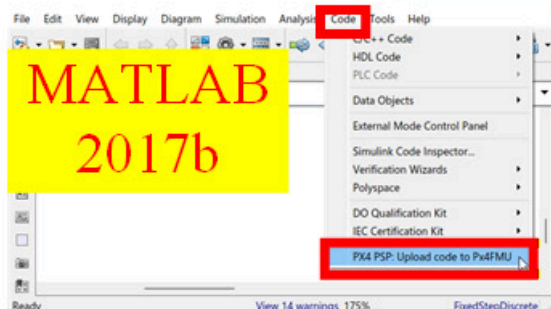 File Edit View Display Diagram Simulation Analysis Code Tools Help
C/C++ Code
HDL Code
PLC Code
Data Objects
External Mode Control Panel
Simulink Code Inspector...
Verification Wizards
Polyspace
DO Qualification Kit
IEC Certification Kit
PX4 PSP: Upload code to Px4FMU
MATLAB
2017b
Ready View 14 warnings 175% FixedStepDiscrete